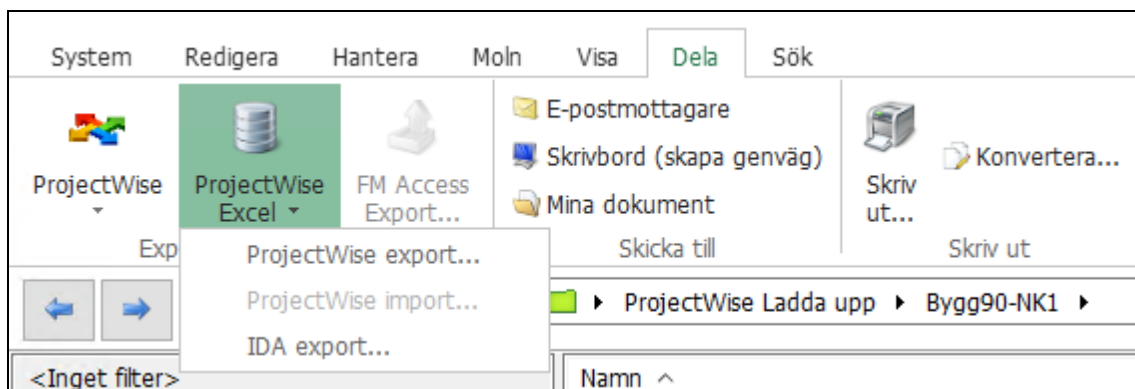 System Redigera Hantera Moln Visa Dela Sök
ProjectWise
ProjectWise
Excel
FM Access
Export...
E-postmottagare
Skrivbord (skapa genväg)
Mina dokument
Skriv
ut...
Konvertera...
Exp
Skicka till
Skriv ut
ProjectWise export...
ProjectWise import...
IDA export...
ProjectWise Ladda upp Bygg90-NK1
<Inget filter>
Namn